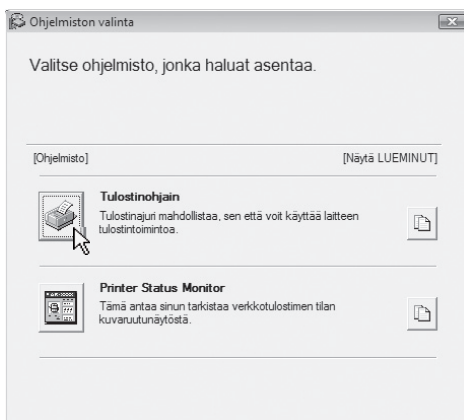 Ohjelmiston valinta
Valitse ohjelmisto, jonka haluat asentaa.
[Ohjelmisto] [Näytä LUEMINUT]
Tulostinohjain
Tulostinajuri mahdollistaa, sen että voit käyttää laitteen
tulostintoimintoa.
Printer Status Monitor
Tämä antaa sinun tarkistaa verkkotulostimen tilan
kuvaruutunäytöstä.